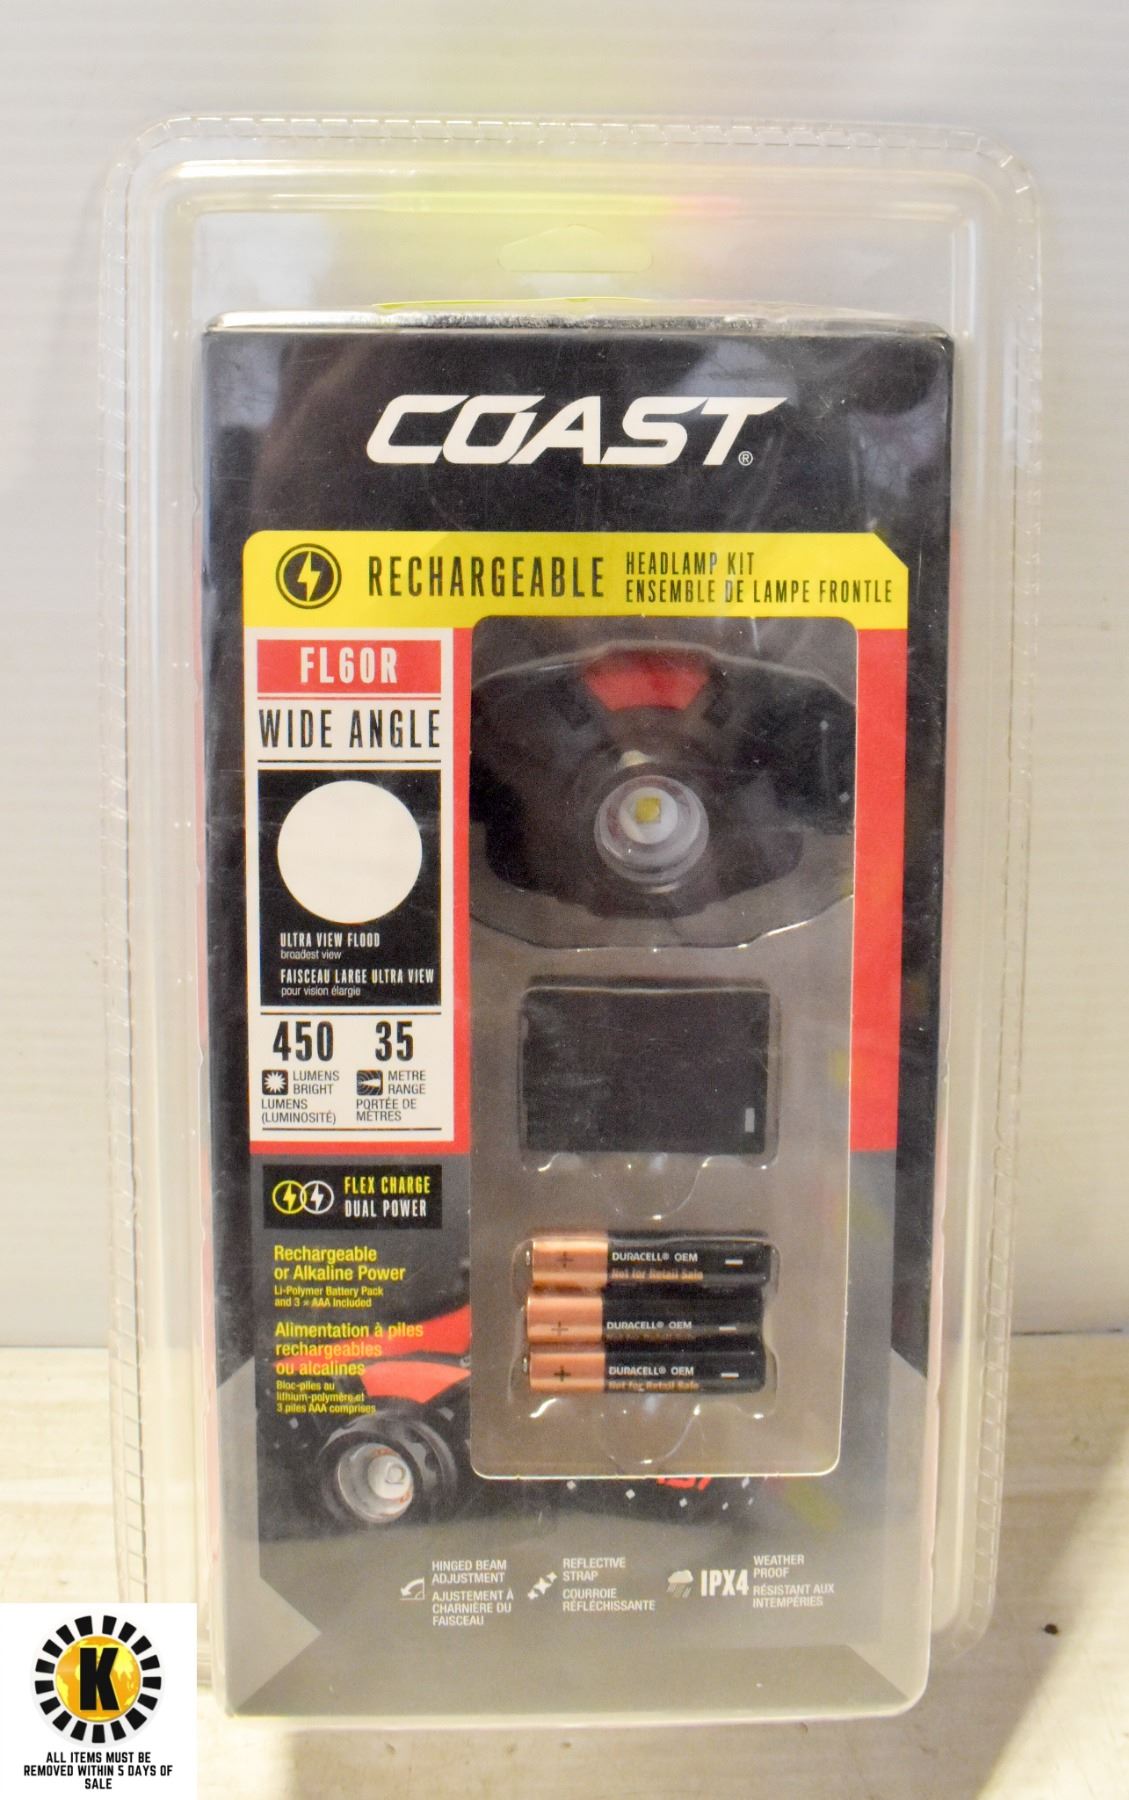 COAST®
RECHARGEABLE
HEADLAMP KIT
ENSEMBLE DE LAMPE FRONTLE
FL60R
WIDE ANGLE
ULTRA VIEW FLOOD
broadest view
FAISCEAU LARGE ULTRA VIEW
pour vision élargie
450 35
LUMENS
BRIGHT
LUMENS
(LUMINOSITÉ)
METRE
RANGE
PORTÉE DE
MÈTRES
FLEX CHARGE
DUAL POWER
Rechargeable
or Alkaline Power
Li-Polymer Battery Pack
and 3 x AAA Included
Alimentation à piles
rechargeables
ou alcalines
Bloc-piles au
lithium-polymère et
3 piles AAA comprises
+ DURACELL® OEM −
Not for Retail Sale
+ DURACELL® OEM −
Not for Retail Sale
+ DURACELL® OEM −
Not for Retail Sale
HINGED BEAM
ADJUSTMENT
AJUSTEMENT À
CHARNIÈRE DU
FAISCEAU
REFLECTIVE
STRAP
COURROIE
RÉFLÉCHISSANTE
IPX4
WEATHER
PROOF
RÉSISTANT AUX
INTEMPÉRIES
K
ALL ITEMS MUST BE
REMOVED WITHIN 5 DAYS OF
SALE